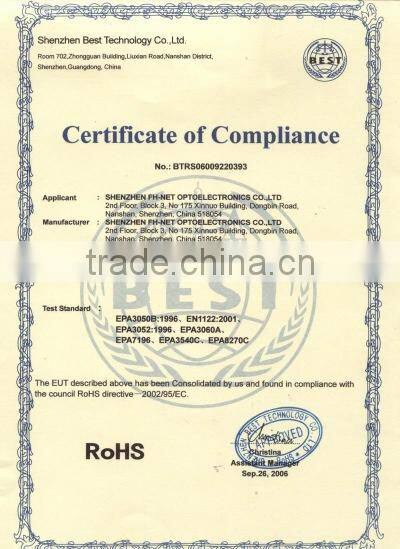 Shenzhen Best Technology Co.,Ltd.
Room 702,Zhongguan Building,Liuxian Road,Nanshan District,
Shenzhen,Guangdong, China
BEST
Certificate of Compliance
No.: BTRS06009220393
Applicant : SHENZHEN FH-NET OPTOELECTRONICS CO.,LTD
2nd Floor, Block 3, No 175 Xinnuo Building, Dongbin Road,
Nanshan, Shenzhen, China 518054
Manufacturer : SHENZHEN FH-NET OPTOELECTRONICS CO.,LTD
2nd Floor, Block 3, No 175 Xinnuo Building, Dongbin Road,
Nanshan, Shenzhen, China 518054
trade.china.cn
BEST
Test Standard :
EPA3050B:1996、EN1122:2001、
EPA3052:1996、EPA3060A、
EPA7196、EPA3540C、EPA8270C
The EUT described above has been Consolidated by us and found in compliance with
the council RoHS directive—2002/95/EC.
RoHS
APPROVED
Christina
Assistant Manager
Sep.26, 2006